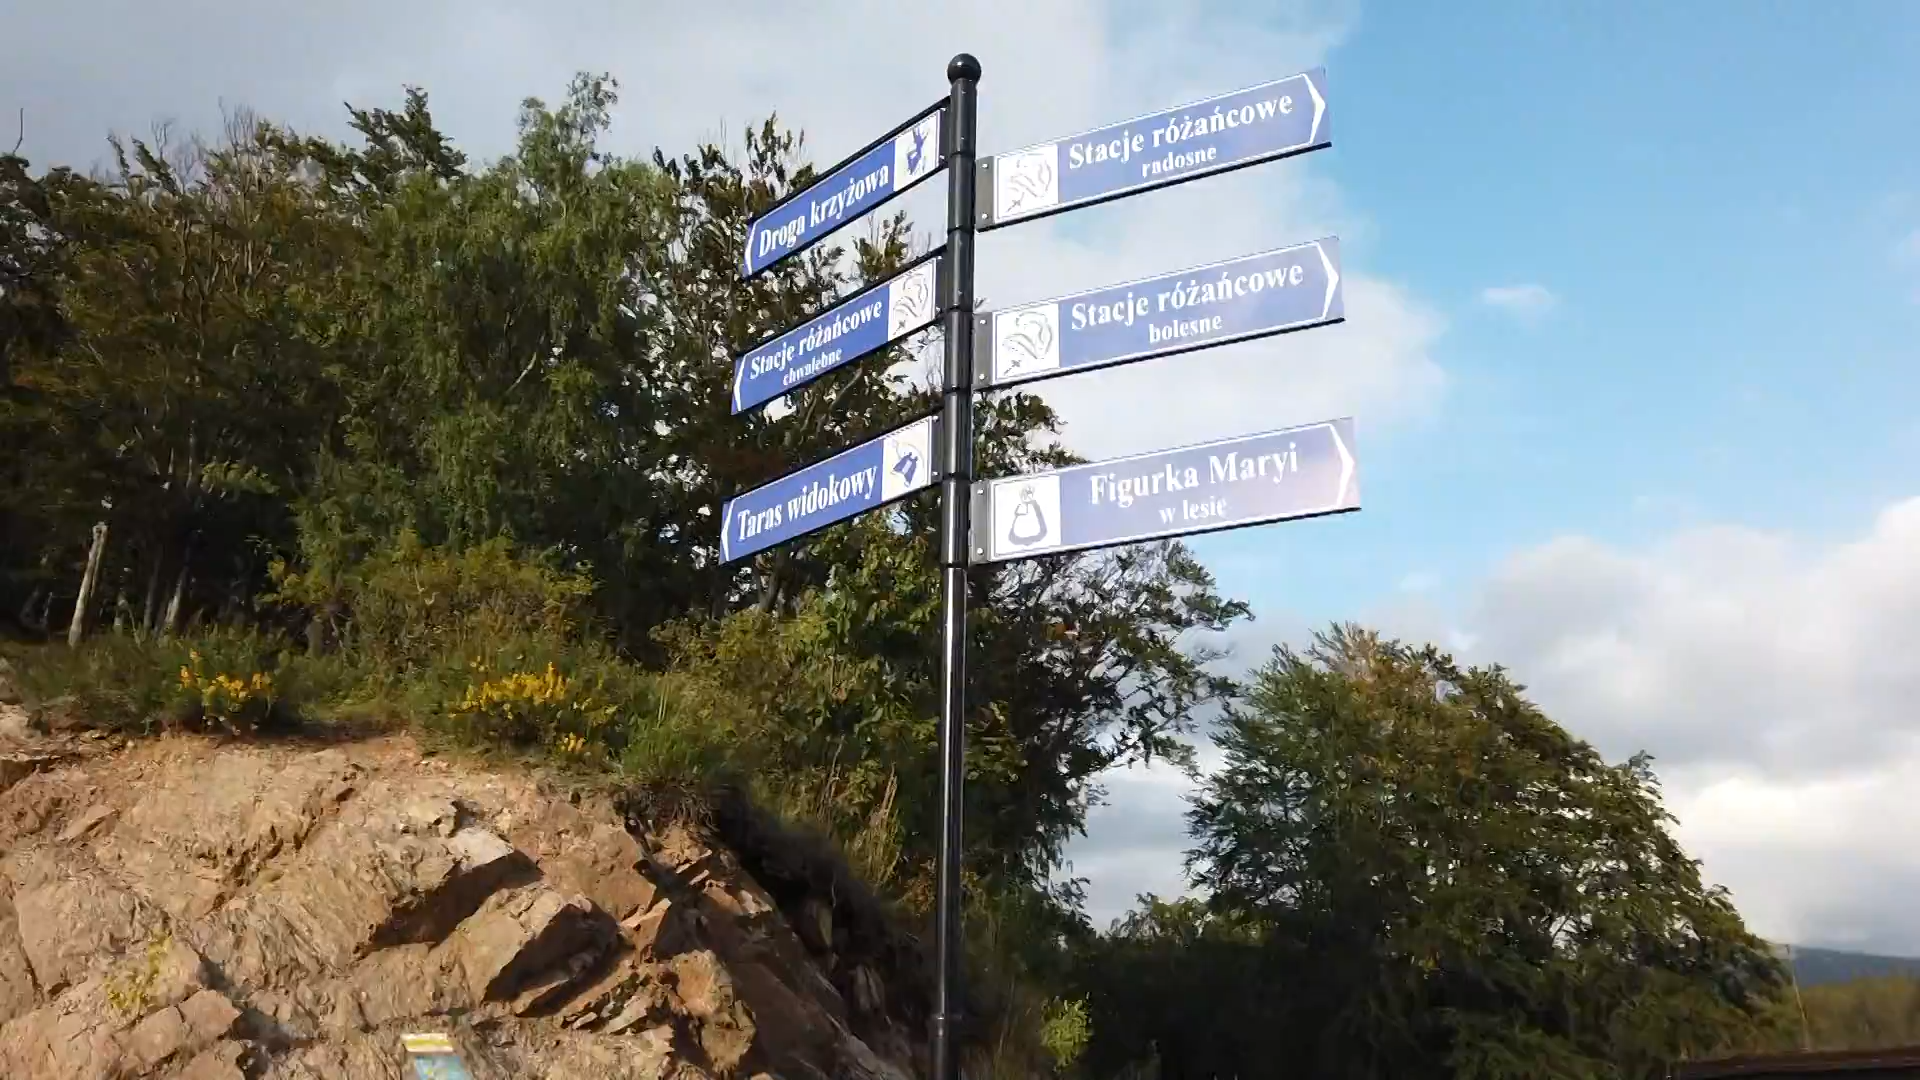 Droga krzyżowa
Stacje różańcowe
chwalebne
Taras widokowy
Stacje różańcowe
radosne
Stacje różańcowe
bolesne
Figurka Maryi
w lesie